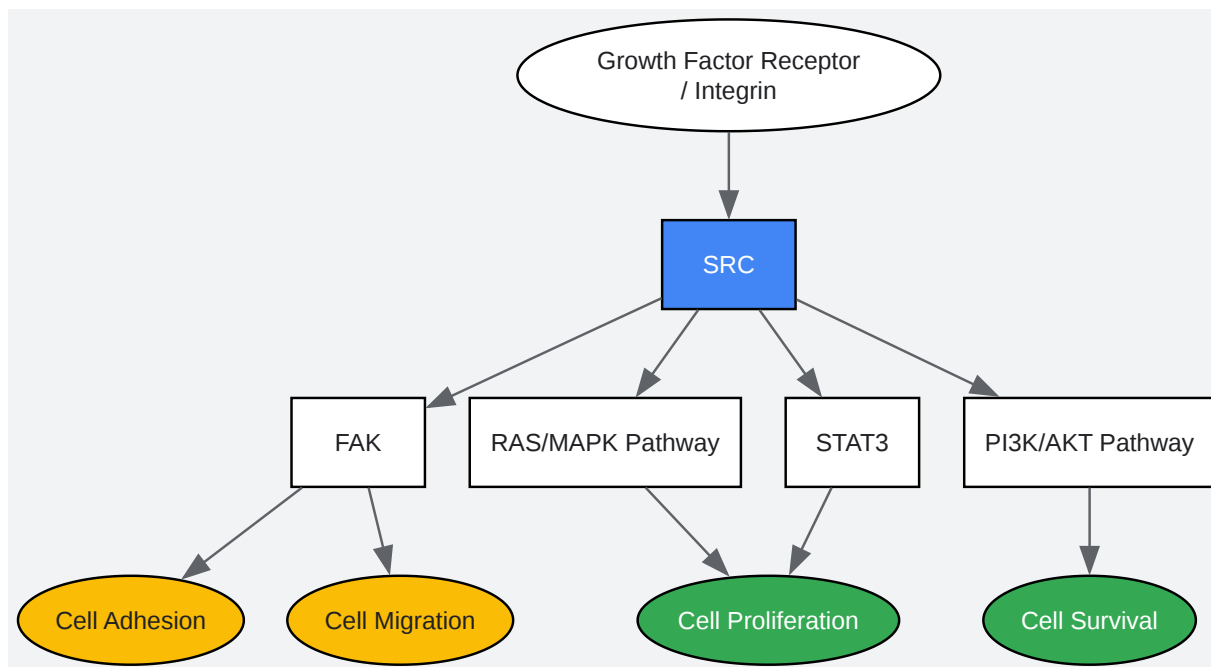 Growth Factor Receptor
/ Integrin
SRC
FAK
RAS/MAPK Pathway
STAT3
PI3K/AKT Pathway
Cell Adhesion
Cell Migration
Cell Proliferation
Cell Survival